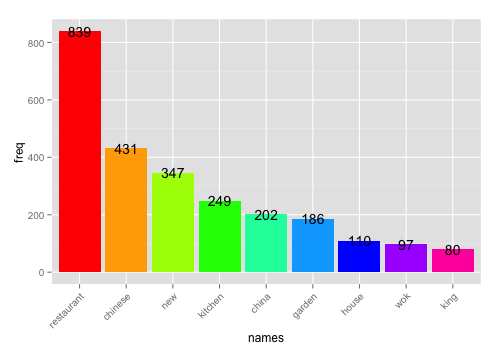 freq
800
600
400
200
0
839
431
347
249
202
186
110
97
80
restaurant
chinese
new
kitchen
china
garden
house
wok
king
names